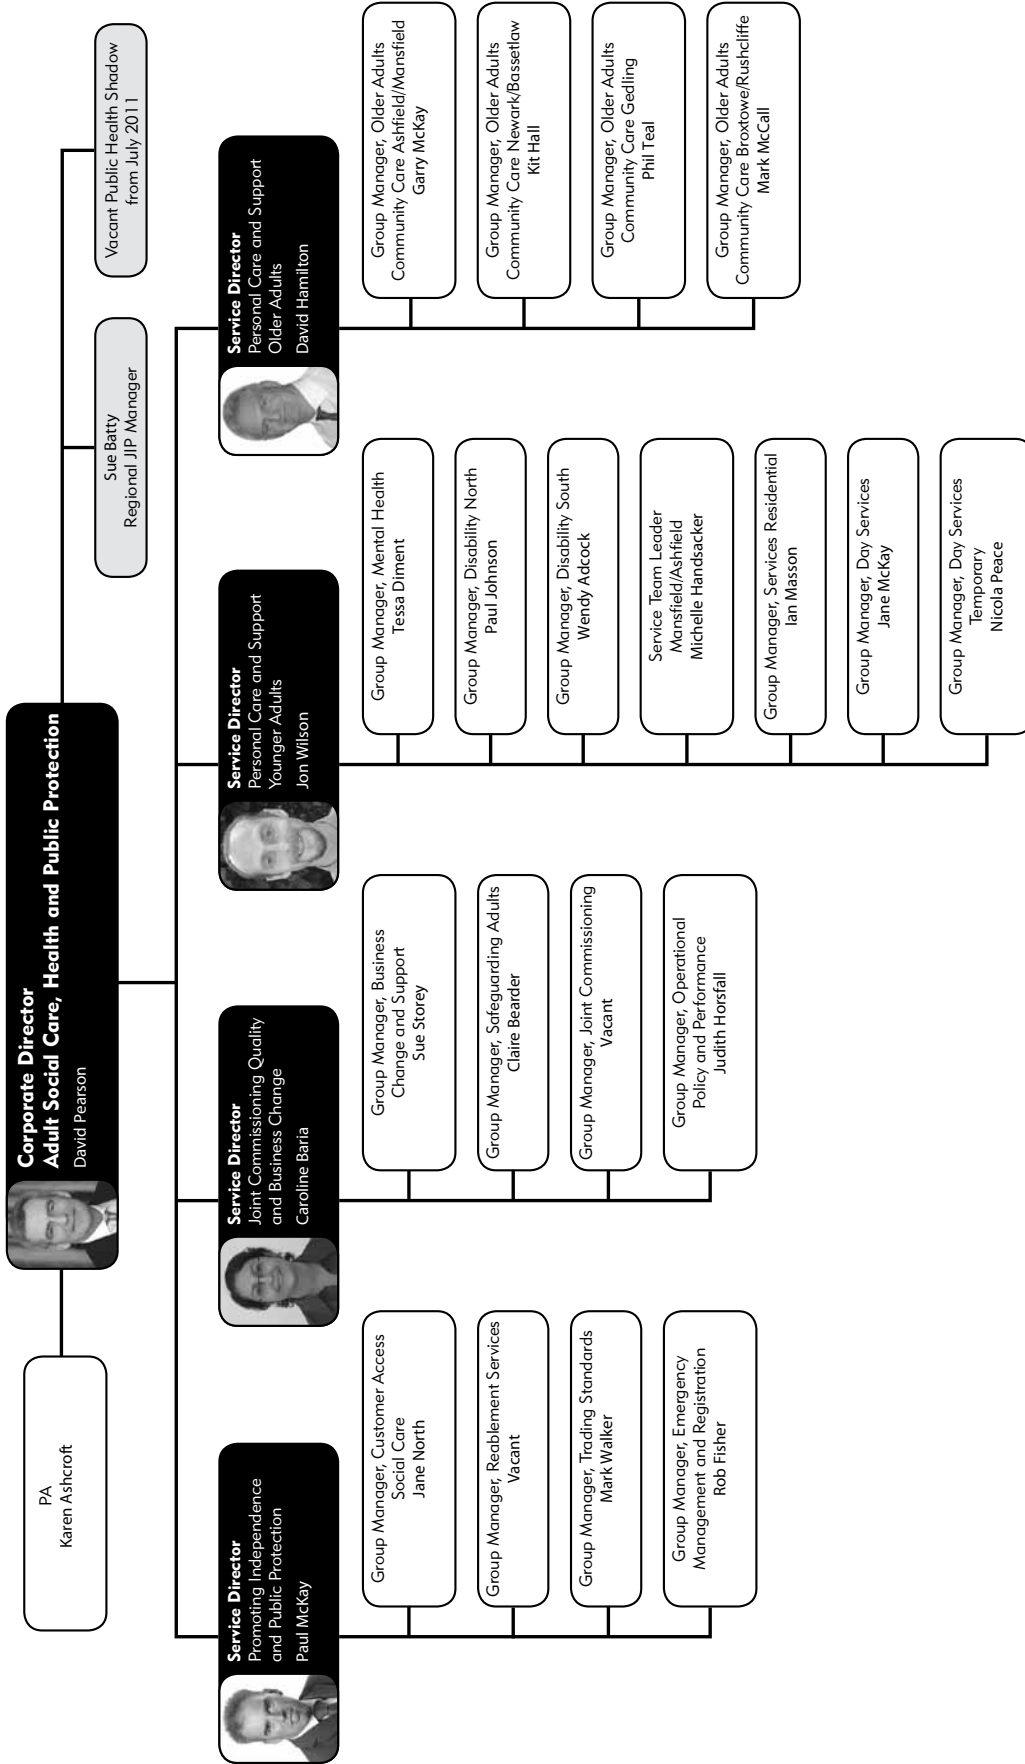 Corporate Director
Adult Social Care, Health and Public Protection
David Pearson
PA
Karen Ashcroft
Sue Batty
Regional JIP Manager
Vacant Public Health Shadow
from July 2011
Service Director
Promoting Independence
and Public Protection
Paul McKay
Group Manager, Customer Access
Social Care
Jane North
Group Manager, Reablement Services
Vacant
Group Manager, Trading Standards
Mark Walker
Group Manager, Emergency
Management and Registration
Rob Fisher
Service Director
Joint Commissioning Quality
and Business Change
Caroline Baria
Group Manager, Business
Change and Support
Sue Storey
Group Manager, Safeguarding Adults
Claire Bearder
Group Manager, Joint Commissioning
Vacant
Group Manager, Operational
Policy and Performance
Judith Horsfall
Service Director
Personal Care and Support
Younger Adults
Jon Wilson
Group Manager, Mental Health
Tessa Diment
Group Manager, Disability North
Paul Johnson
Group Manager, Disability South
Wendy Adcock
Service Team Leader
Mansfield/Ashfield
Michelle Handsacker
Group Manager, Services Residential
Ian Masson
Group Manager, Day Services
Jane McKay
Group Manager, Day Services
Temporary
Nicola Peace
Service Director
Personal Care and Support
Older Adults
David Hamilton
Group Manager, Older Adults
Community Care Ashfield/Mansfield
Garry McKay
Group Manager, Older Adults
Community Care Newark/Bassetlaw
Kit Hall
Group Manager, Older Adults
Community Care Gedling
Phil Teal
Group Manager, Older Adults
Community Care Broxtowe/Rushcliffe
Mark McCall